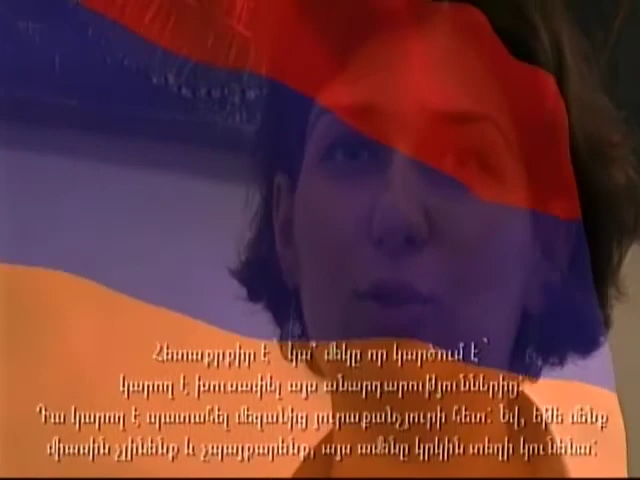 Հետաքրքիր է՝ կա՞ մեկը որ կարծում է՝
կարող է խուսափել այս անարդարություններից:
Դա կարող է պատահել մեզանից յուրաքանչյուրի հետ: Եվ, եթե մենք
միասին չլինենք և չպայքարենք, այս ամենը կրկին տեղի կունենա: